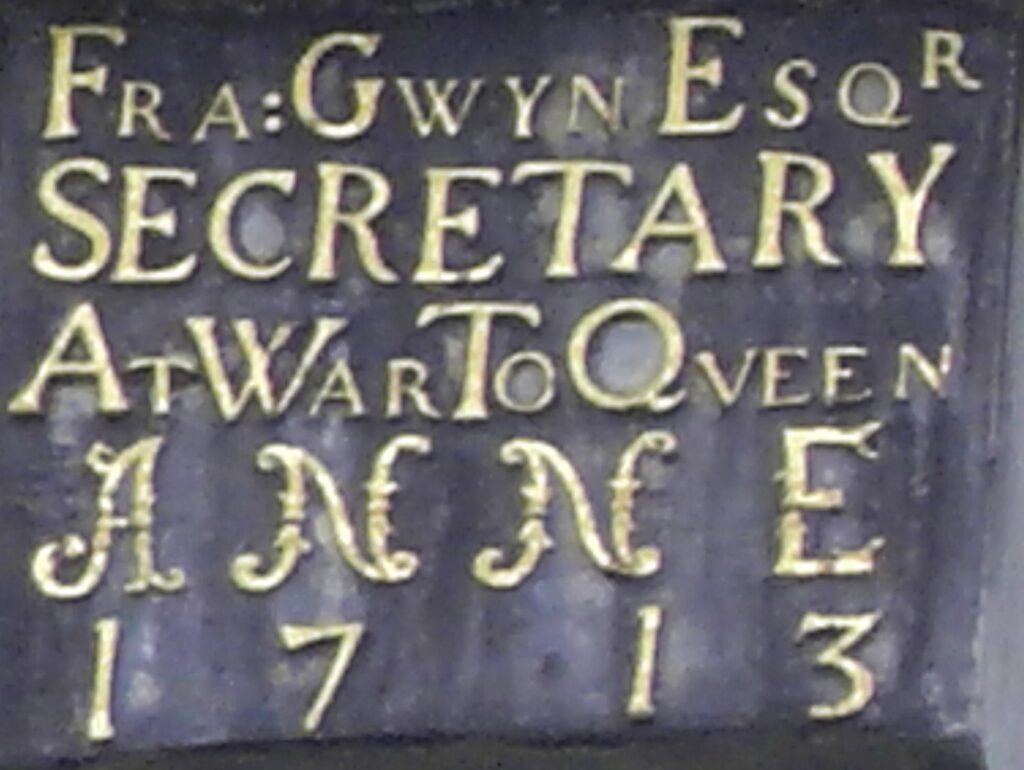 FRA: GWYN ESQR
SECRETARY
AT WAR TO QVEEN
ANNE
1713